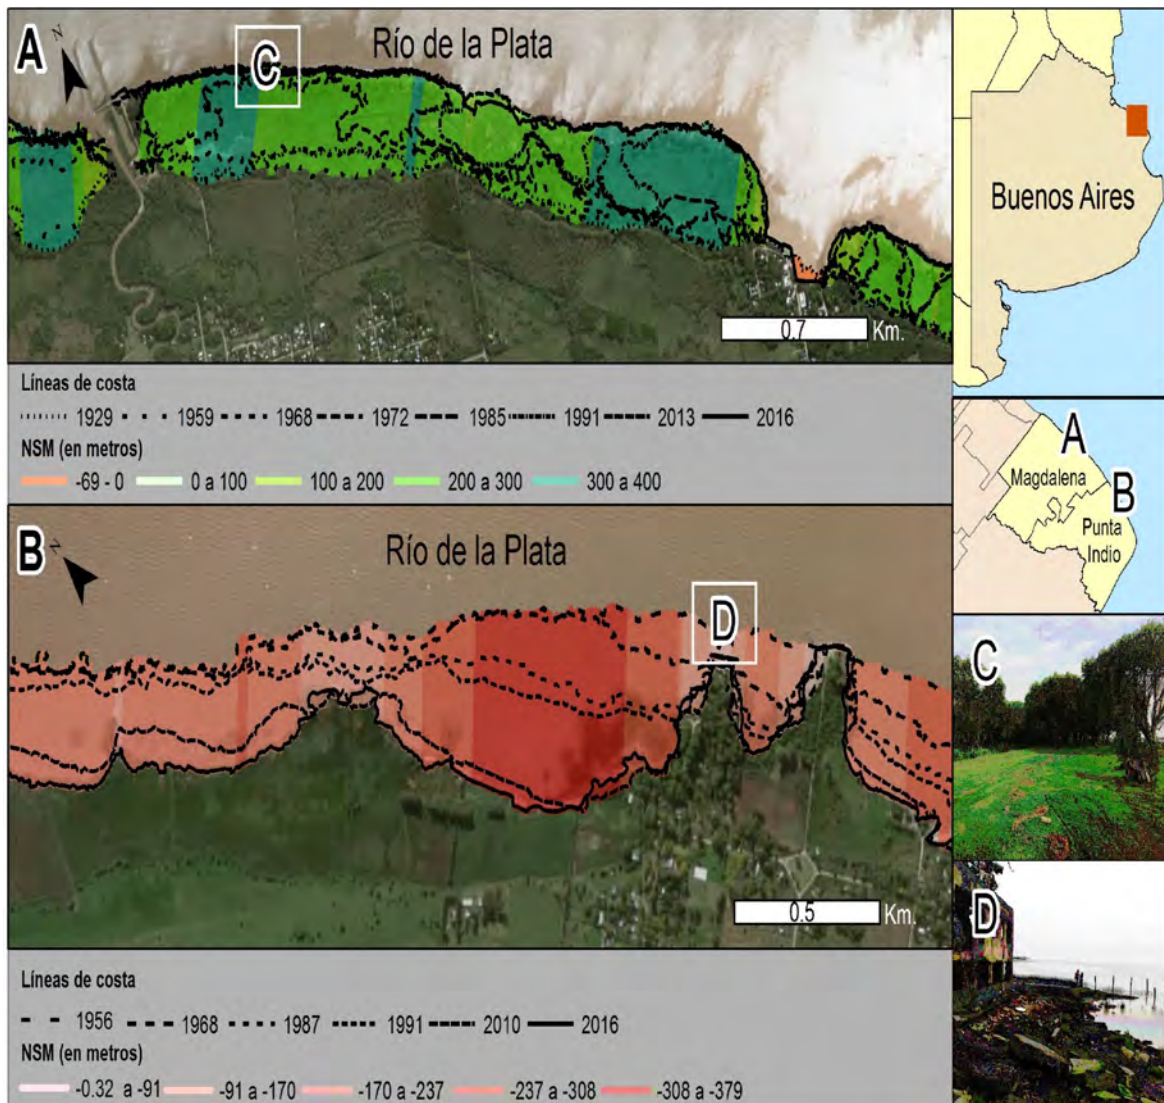 A
N
C
Río de la Plata
0.7 Km.
Líneas de costa
1929 1959 1968 1972 1985 1991 2013 2016
NSM (en metros)
-69 - 0 0 a 100 100 a 200 200 a 300 300 a 400
B
N
Río de la Plata
D
0.5 Km.
Líneas de costa
1956 1968 1987 1991 2010 2016
NSM (en metros)
-0.32 a -91 -91 a -170 -170 a -237 -237 a -308 -308 a -379
Buenos Aires
A
Magdalena
B
Punta
Indio
C
D